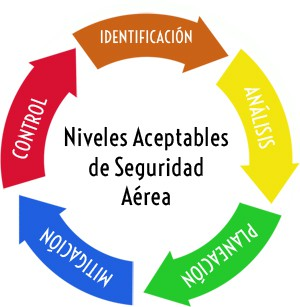 IDENTIFICACIÓN
ANÁLISIS
PLANEACIÓN
MITIGACIÓN
CONTROL
Niveles Aceptables
de Seguridad
Aérea